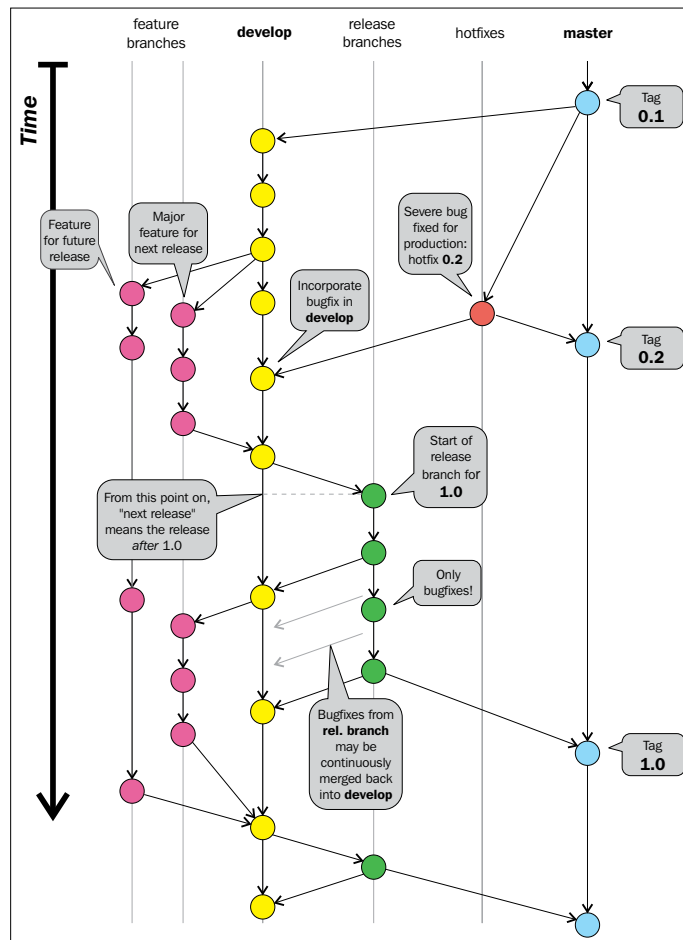 feature
branches
develop
release
branches
hotfixes
master
Time
Tag
0.1
Feature
for future
release
Major
feature for
next release
Severe bug
fixed for
production:
hotfix 0.2
Incorporate
bugfix in
develop
Tag
0.2
Start of
release
branch for
1.0
From this point on,
"next release"
means the release
after 1.0
Only
bugfixes!
Bugfixes from
rel. branch
may be
continuously
merged back
into develop
Tag
1.0